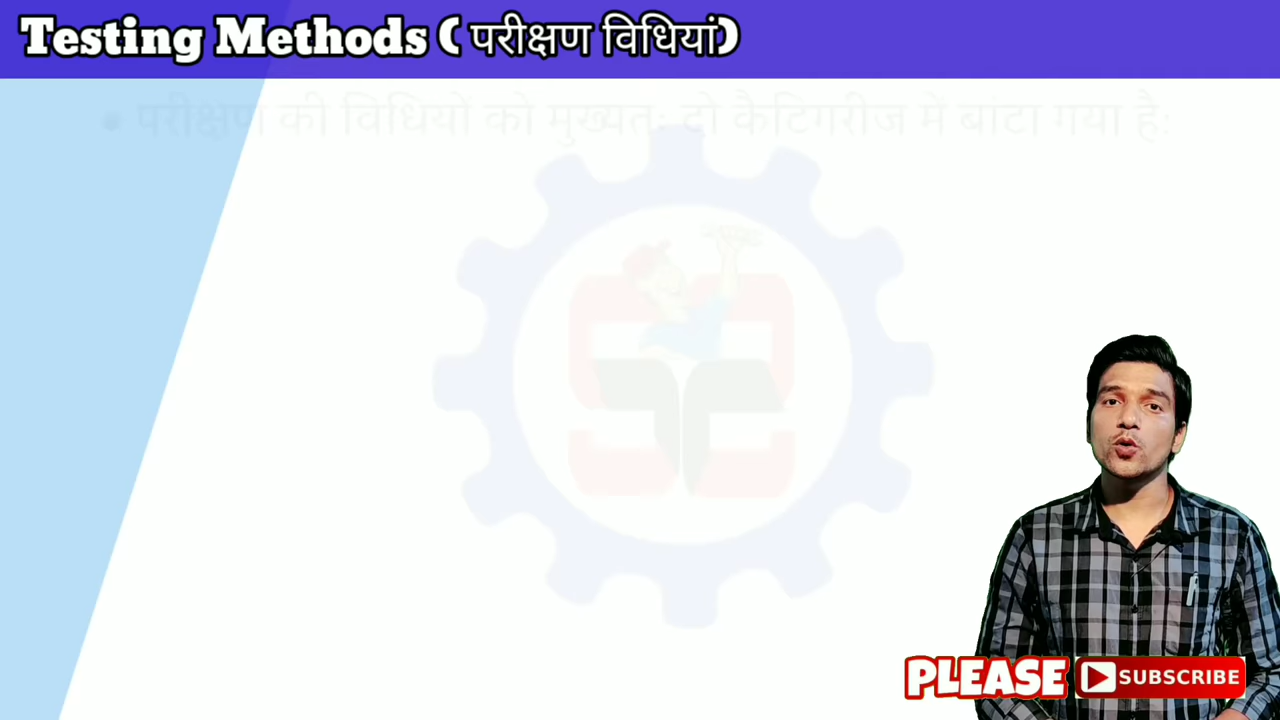 Testing Methods ( परीक्षण विधियां)
• परीक्षण की विधियों को मुख्यत: दो कैटिगरीज में बांटा गया है:
PLEASE SUBSCRIBE